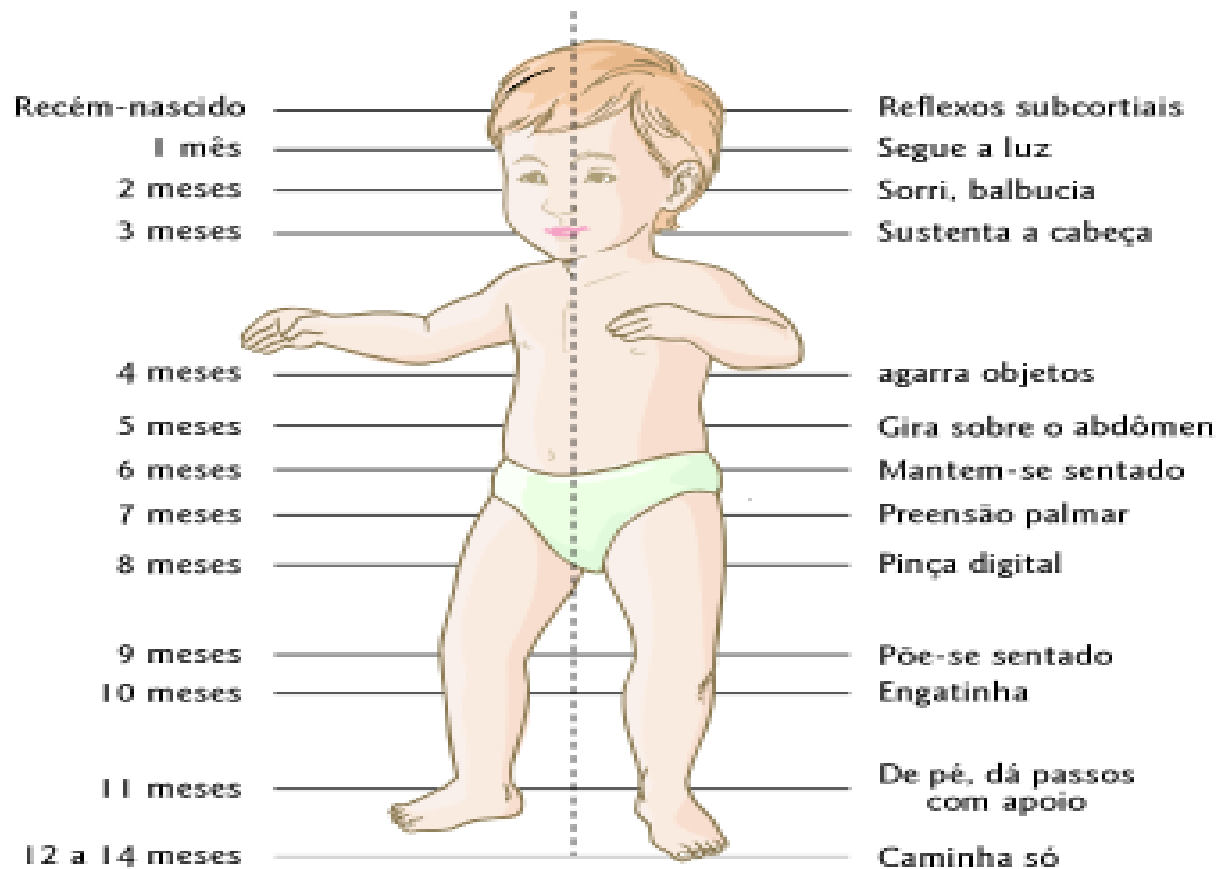 Recém-nascido Reflexos subcortiais
1 mês Segue a luz
2 meses Sorri, balbucia
3 meses Sustenta a cabeça
4 meses agarra objetos
5 meses Gira sobre o abdômen
6 meses Mantem-se sentado
7 meses Preensão palmar
8 meses Pinça digital
9 meses Põe-se sentado
10 meses Engatinha
11 meses De pé, dá passos
com apoio
12 a 14 meses Caminha só